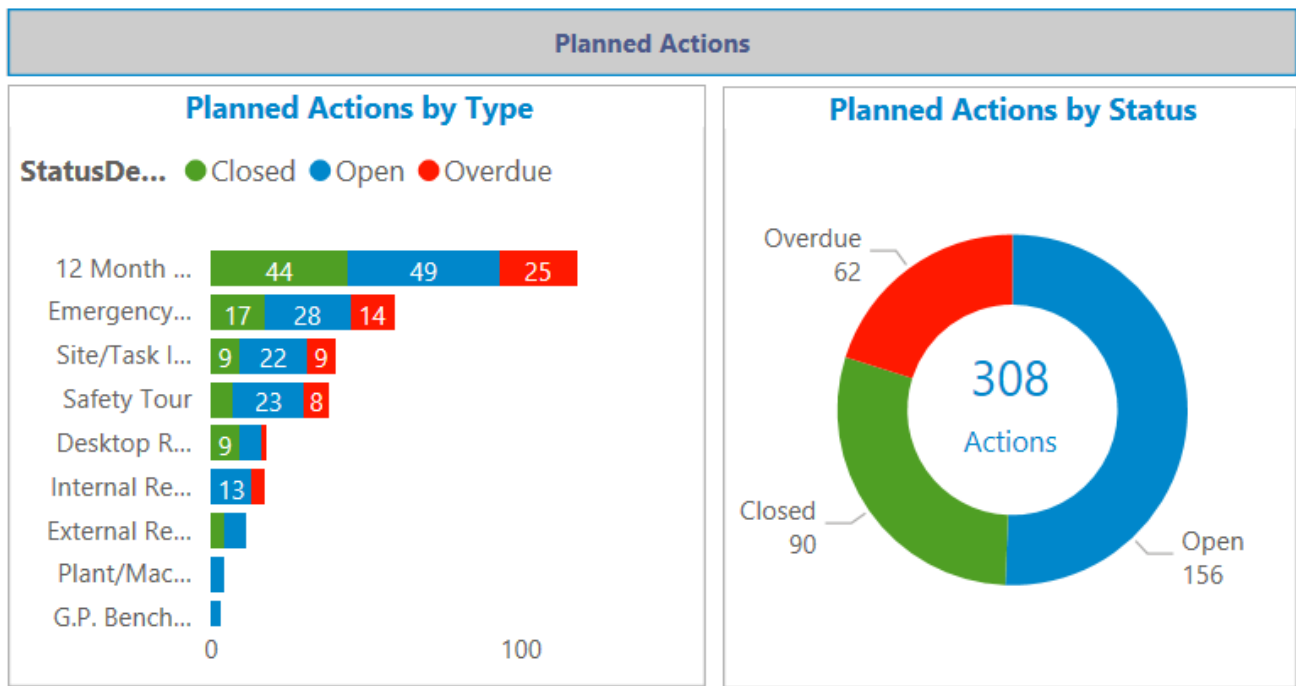 Planned Actions
Planned Actions by Type
StatusDe... Closed Open Overdue
12 Month ... 44 49 25
Emergency... 17 28 14
Site/Task I... 9 22 9
Safety Tour 23 8
Desktop R... 9
Internal Re... 13
External Re...
Plant/Mac...
G.P. Bench...
0 100
Planned Actions by Status
Overdue
62
308
Actions
Closed
90
Open
156